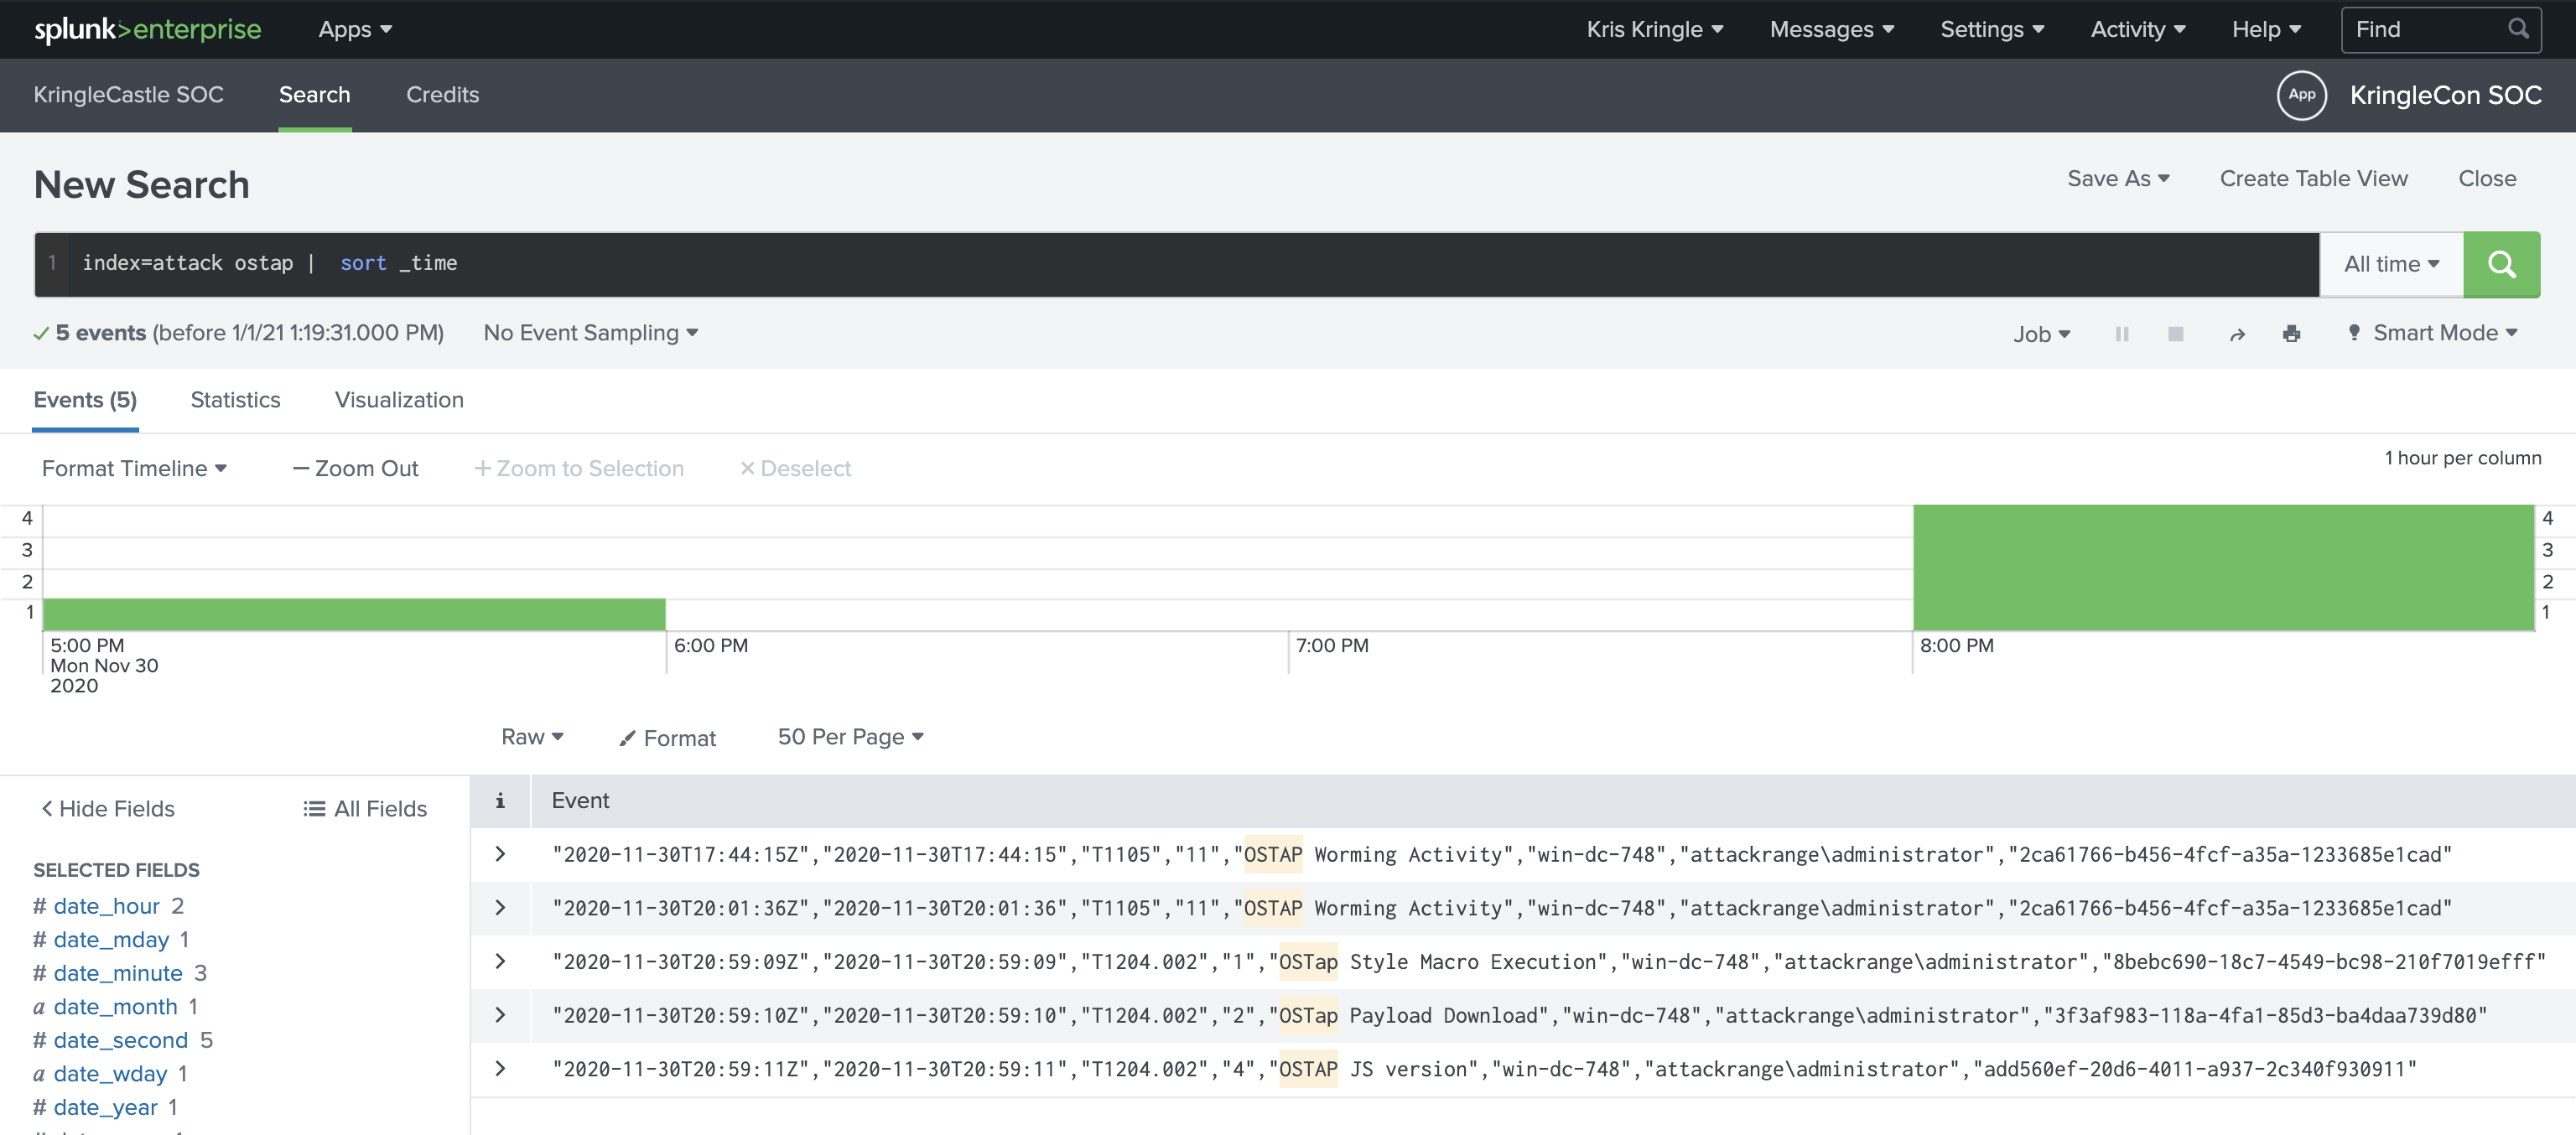 splunk>enterprise Apps Kris Kringle Messages Settings Activity Help Find
KringleCastle SOC Search Credits App KringleCon SOC
New Search Save As Create Table View Close
1 index=attack ostap | sort _time All time
5 events (before 1/1/21 1:19:31.000 PM) No Event Sampling Job Smart Mode
Events (5) Statistics Visualization
Format Timeline — Zoom Out + Zoom to Selection × Deselect 1 hour per column
4 4
3 3
2 2
1 1
5:00 PM 6:00 PM 7:00 PM 8:00 PM
Mon Nov 30
2020
Raw Format 50 Per Page
< Hide Fields All Fields i Event
SELECTED FIELDS
# date_hour 2
# date_mday 1
# date_minute 3
a date_month 1
# date_second 5
a date_wday 1
# date_year 1
> "2020-11-30T17:44:15Z","2020-11-30T17:44:15","T1105","11","OSTAP Worming Activity","win-dc-748","attackrange\administrator","2ca61766-b456-4fcf-a35a-1233685e1cad"
> "2020-11-30T20:01:36Z","2020-11-30T20:01:36","T1105","11","OSTAP Worming Activity","win-dc-748","attackrange\administrator","2ca61766-b456-4fcf-a35a-1233685e1cad"
> "2020-11-30T20:59:09Z","2020-11-30T20:59:09","T1204.002","1","OSTap Style Macro Execution","win-dc-748","attackrange\administrator","8bebc690-18c7-4549-bc98-210f7019efff"
> "2020-11-30T20:59:10Z","2020-11-30T20:59:10","T1204.002","2","OSTap Payload Download","win-dc-748","attackrange\administrator","3f3af983-118a-4fa1-85d3-ba4daa739d80"
> "2020-11-30T20:59:11Z","2020-11-30T20:59:11","T1204.002","4","OSTAP JS version","win-dc-748","attackrange\administrator","add560ef-20d6-4011-a937-2c340f930911"